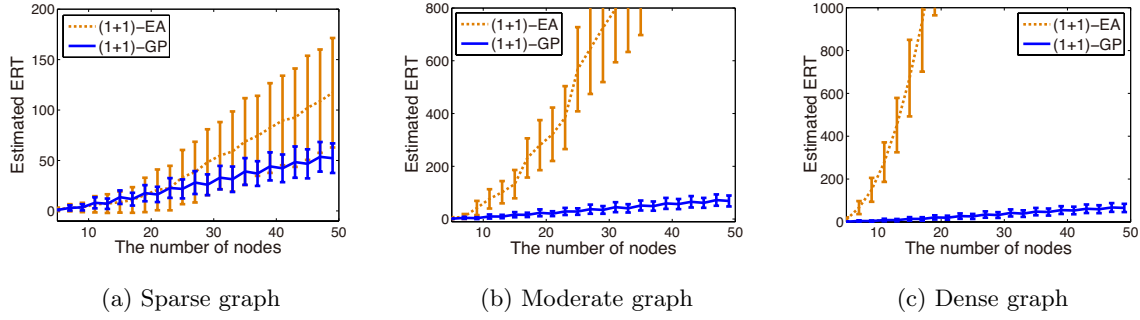 200
150
100
50
0
10
20
30
40
50
Estimated ERT
The number of nodes
(1+1)−EA
(1+1)−GP
(a) Sparse graph
800
600
400
200
0
10
20
30
40
50
Estimated ERT
The number of nodes
(1+1)−EA
(1+1)−GP
(b) Moderate graph
1000
800
600
400
200
0
10
20
30
40
50
Estimated ERT
The number of nodes
(1+1)−EA
(1+1)−GP
(c) Dense graph